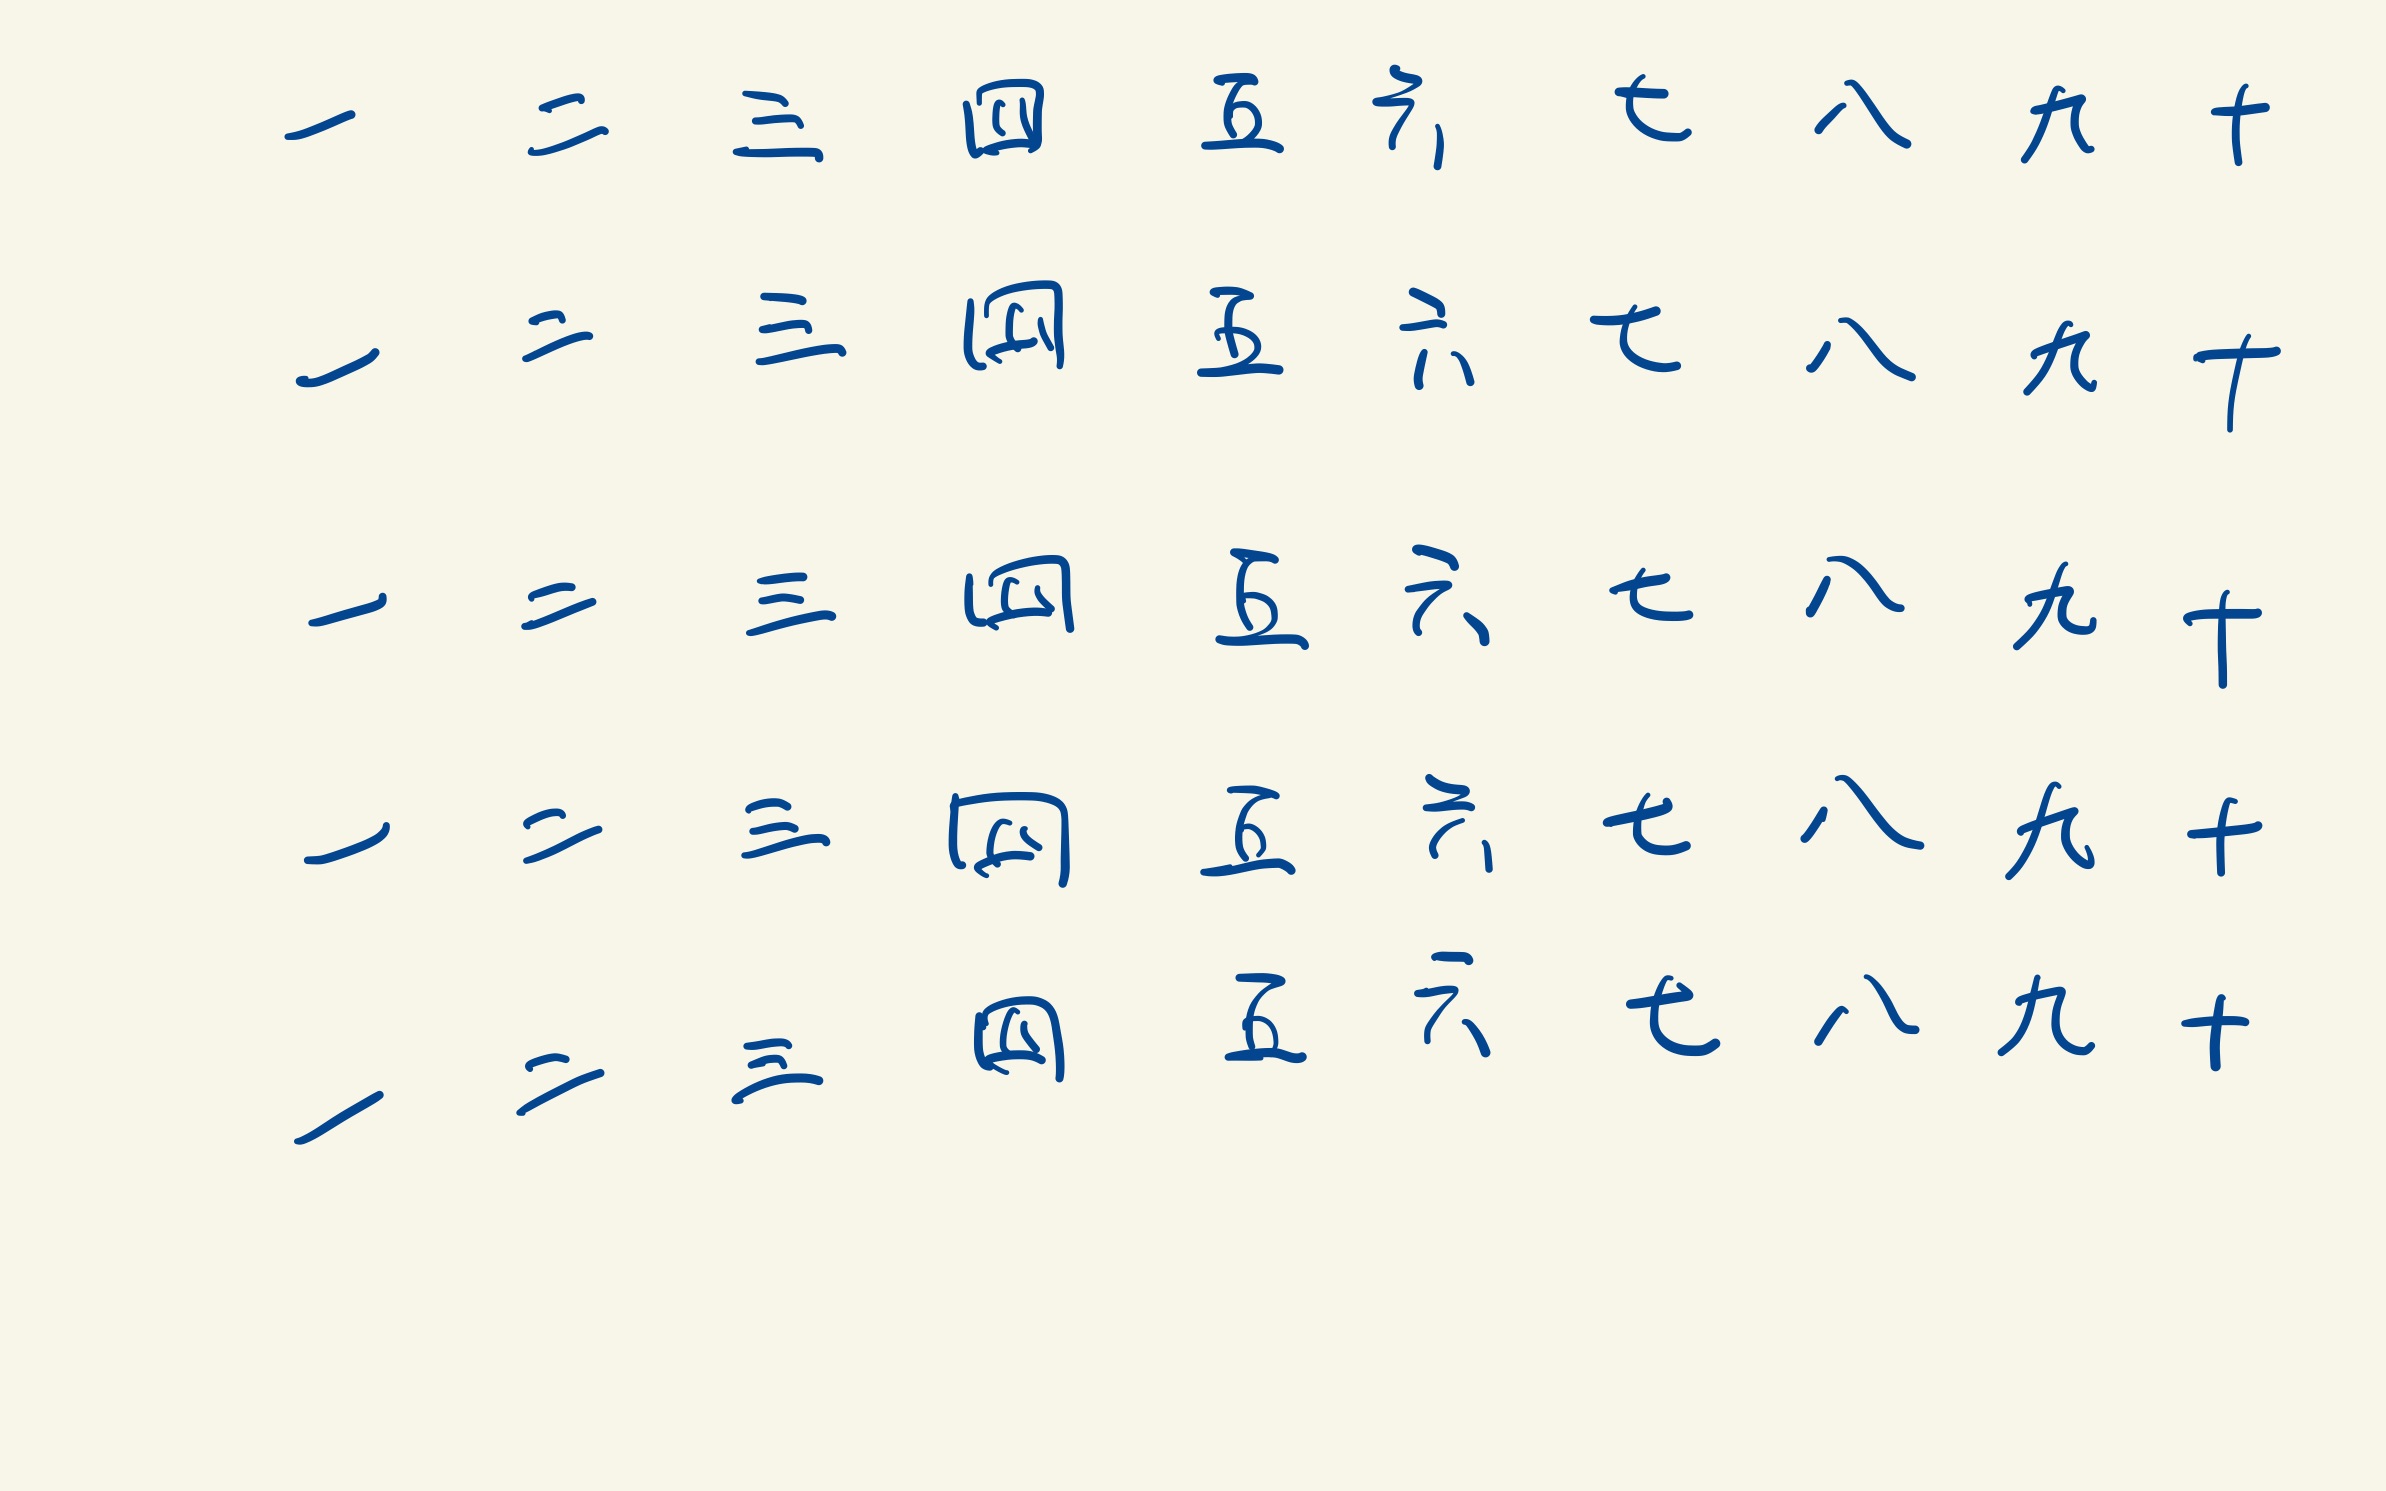 一 二 三 四 五 六 七 八 九 十
一 二 三 四 五 六 七 八 九 十
一 二 三 四 五 六 七 八 九 十
一 二 三 四 五 六 七 八 九 十
一 二 三 四 五 六 七 八 九 十